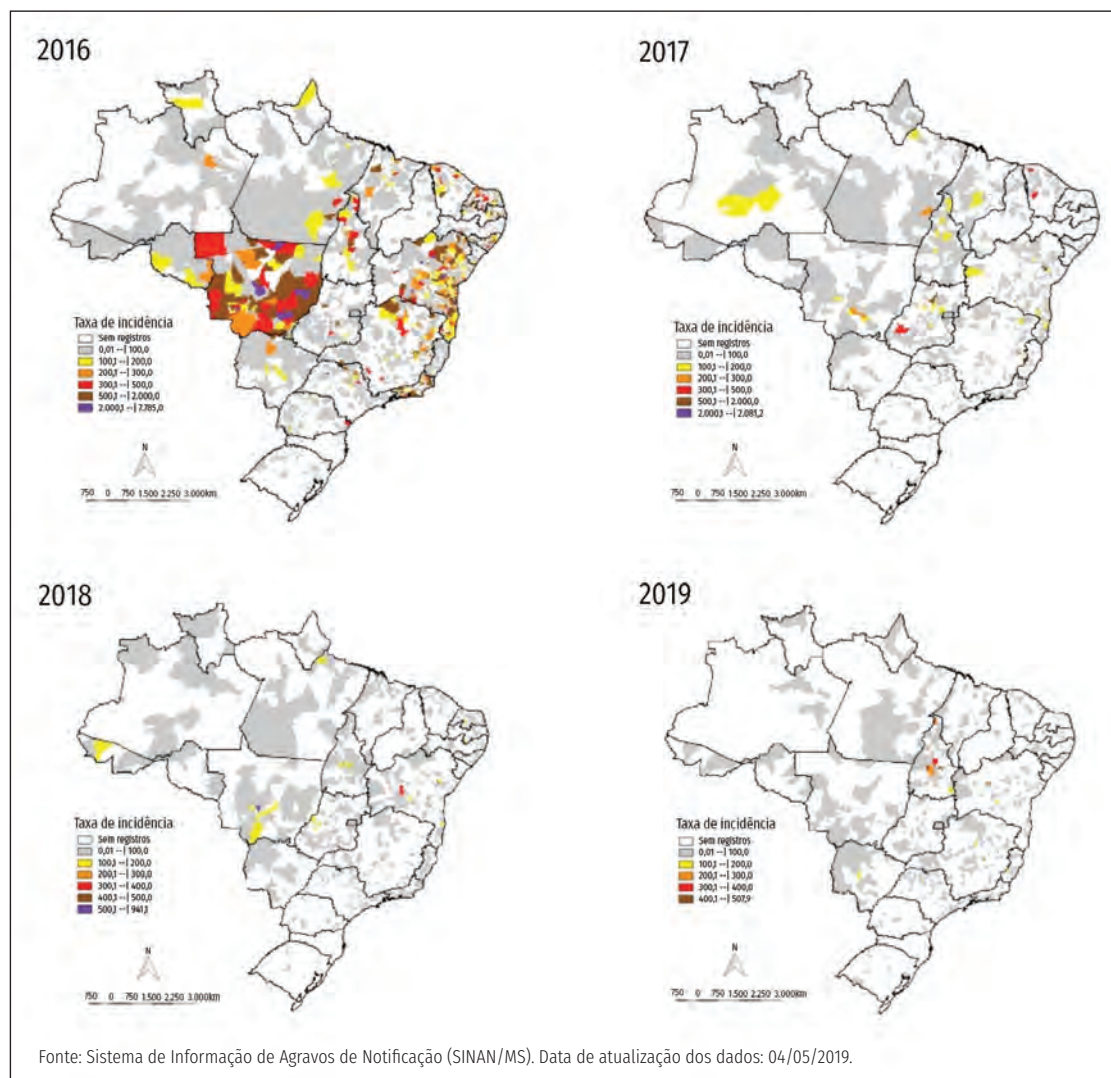 2016
Taxa de incidência
Sem registros
0,01 --| 100,0
100,1 --| 200,0
200,1 --| 300,0
300,1 --| 500,0
500,1 --| 2.000,0
2.000,1 --| 7.785,0
N
750 0 750 1.500 2.250 3.000km
2017
Taxa de incidência
Sem registros
0,01 --| 100,0
100,1 --| 200,0
200,1 --| 300,0
300,1 --| 500,0
500,1 --| 2.000,0
2.000,1 --| 2.081,2
N
750 0 750 1.500 2.250 3.000km
2018
Taxa de incidência
Sem registros
0,01 --| 100,0
100,1 --| 200,0
200,1 --| 300,0
300,1 --| 400,0
400,1 --| 500,0
500,1 --| 941,1
N
750 0 750 1.500 2.250 3.000km
2019
Taxa de incidência
Sem registros
0,01 --| 100,0
100,1 --| 200,0
200,1 --| 300,0
300,1 --| 400,0
400,1 --| 507,9
N
750 0 750 1.500 2.250 3.000km
Fonte: Sistema de Informação de Agravos de Notificação (SINAN/MS). Data de atualização dos dados: 04/05/2019.